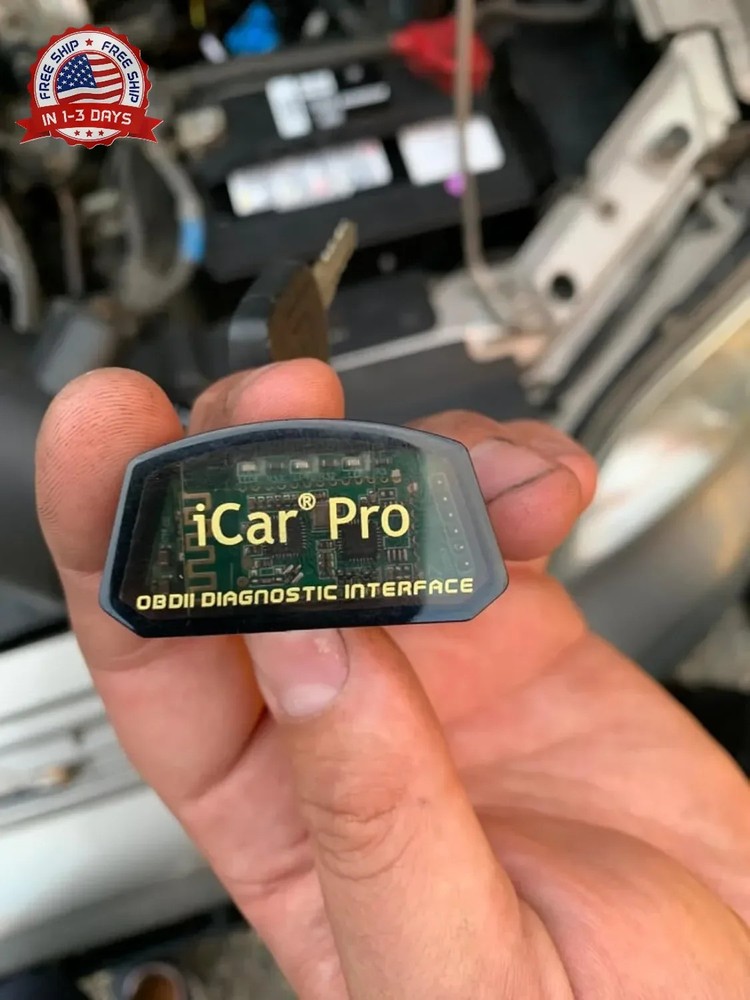 FREE SHIP ★ FREE SHIP
IN 1-3 DAYS
iCar® Pro
OBDII DIAGNOSTIC INTERFACE